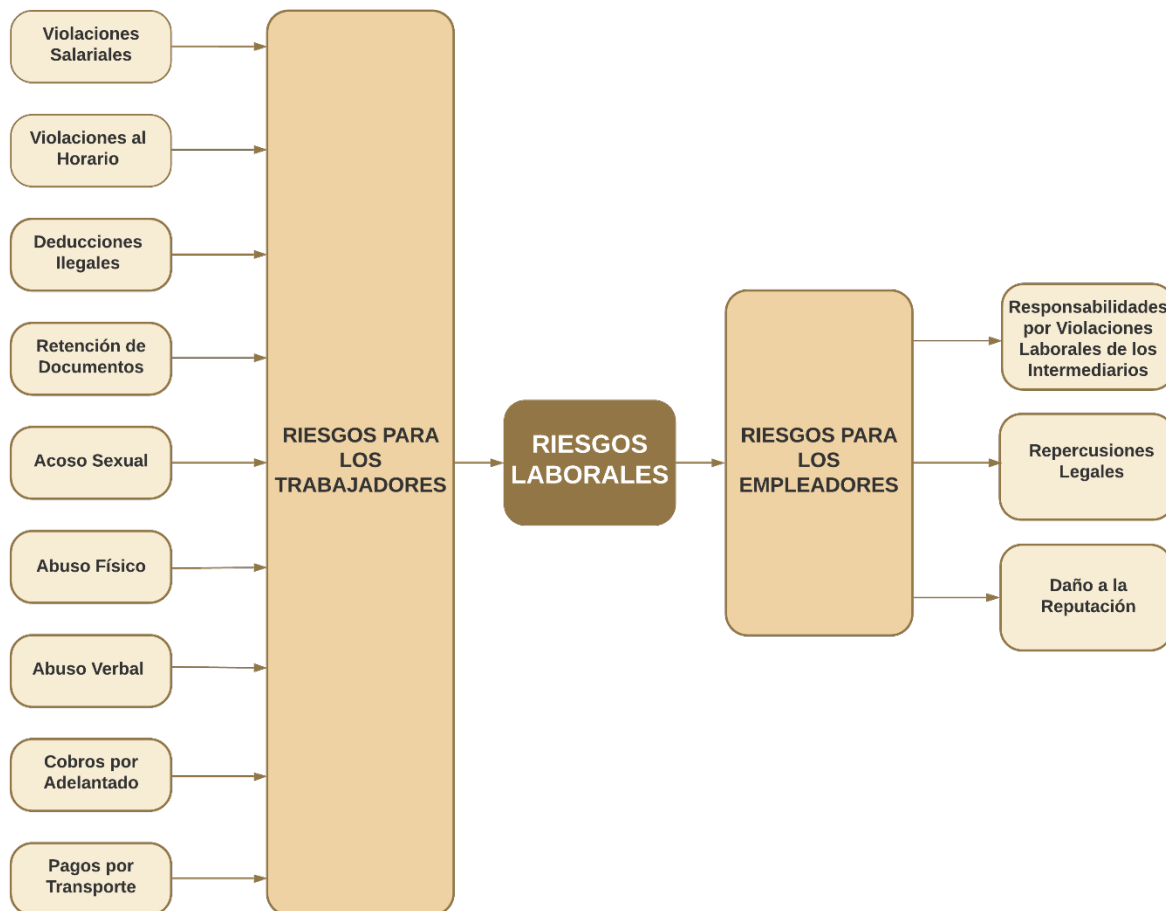 Violaciones
Salariales
Violaciones al
Horario
Deducciones
Ilegales
Retención de
Documentos
Acoso Sexual
Abuso Físico
Abuso Verbal
Cobros por
Adelantado
Pagos por
Transporte
RIESGOS PARA
LOS
TRABAJADORES
RIESGOS
LABORALES
RIESGOS PARA
LOS
EMPLEADORES
Responsabilidades
por Violaciones
Laborales de los
Intermediarios
Repercusiones
Legales
Daño a la
Reputación